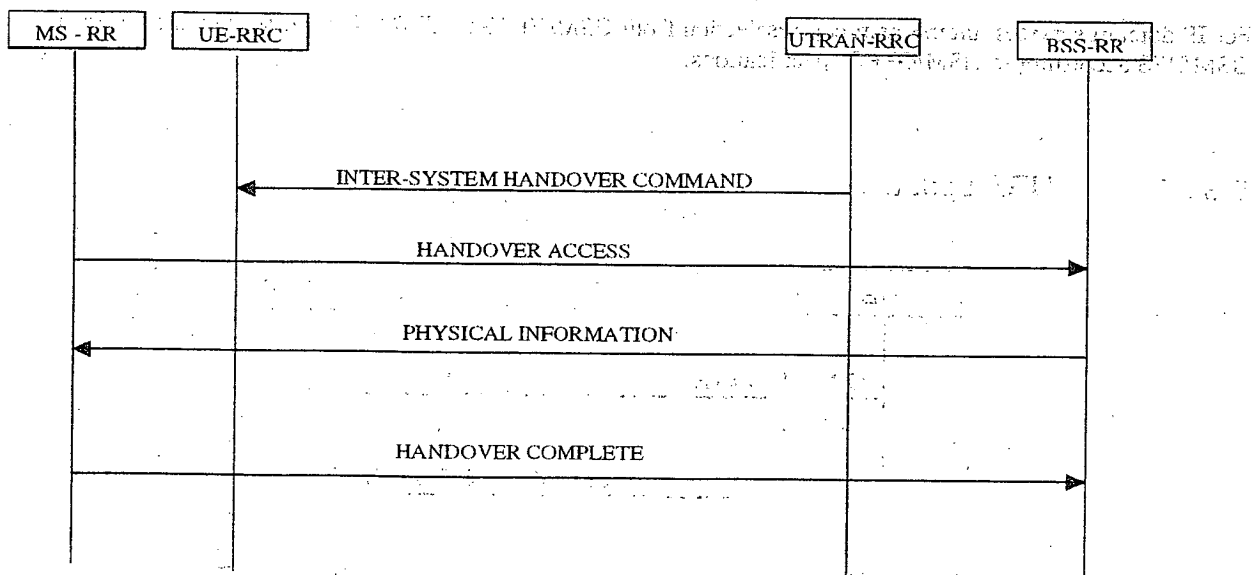 MS - RR
UE-RRC
UTRAN-RRC
BSS-RR
INTER-SYSTEM HANDOVER COMMAND
HANDOVER ACCESS
PHYSICAL INFORMATION
HANDOVER COMPLETE